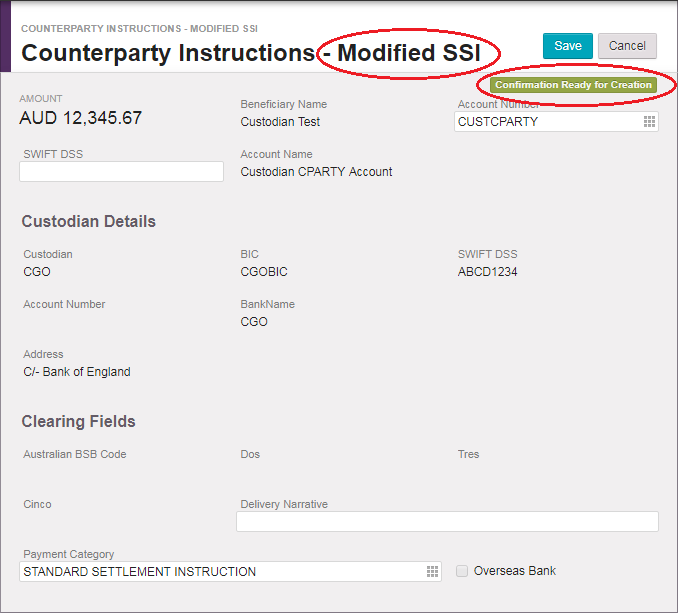 COUNTERPARTY INSTRUCTIONS - MODIFIED SSI
Counterparty Instructions - Modified SSI
Save
Cancel
Confirmation Ready for Creation
AMOUNT
AUD 12,345.67
Beneficiary Name
Custodian Test
Account Number
CUSTCPARTY
SWIFT DSS
Account Name
Custodian CPARTY Account
Custodian Details
Custodian
CGO
BIC
CGOBIC
SWIFT DSS
ABCD1234
Account Number
BankName
CGO
Address
C/- Bank of England
Clearing Fields
Australian BSB Code
Dos
Tres
Cinco
Delivery Narrative
Payment Category
STANDARD SETTLEMENT INSTRUCTION
Overseas Bank